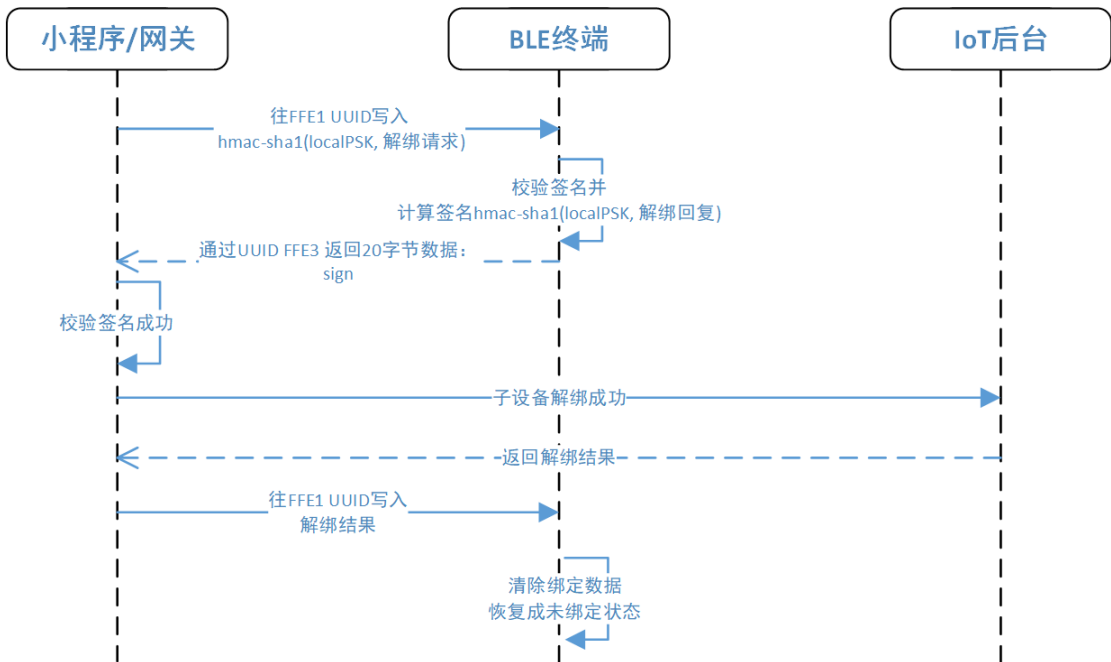 小程序/网关
BLE终端
IoT后台
往FFE1 UUID写入
hmac-sha1(localPSK, 解绑请求)
校验签名并
计算签名hmac-sha1(localPSK, 解绑回复)
通过UUID FFE3 返回20字节数据：
sign
校验签名成功
子设备解绑成功
返回解绑结果
往FFE1 UUID写入
解绑结果
清除绑定数据
恢复成未绑定状态